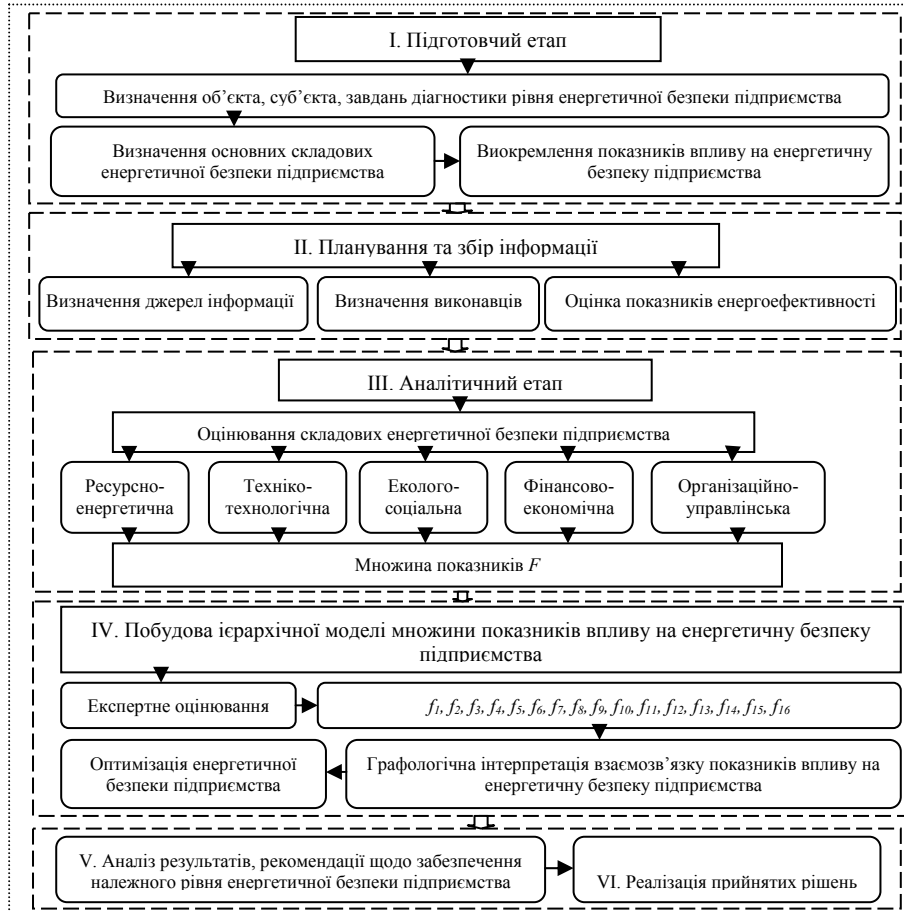 I. Підготовчий етап
Визначення об’єкта, суб’єкта, завдань діагностики рівня енергетичної безпеки підприємства
Визначення основних складових
енергетичної безпеки підприємства
Виокремлення показників впливу на енергетичну
безпеку підприємства
II. Планування та збір інформації
Визначення джерел інформації
Визначення виконавців
Оцінка показників енергоефективності
III. Аналітичний етап
Оцінювання складових енергетичної безпеки підприємства
Ресурсно-
енергетична
Техніко-
технологічна
Еколого-
соціальна
Фінансово-
економічна
Організаційно-
управлінська
Множина показників F
IV. Побудова ієрархічної моделі множини показників впливу на енергетичну безпеку
підприємства
Експертне оцінювання
f1, f2, f3, f4, f5, f6, f7, f8, f9, f10, f11, f12, f13, f14, f15, f16
Оптимізація енергетичної
безпеки підприємства
Графологічна інтерпретація взаємозв’язку показників впливу на
енергетичну безпеку підприємства
V. Аналіз результатів, рекомендації щодо забезпечення
належного рівня енергетичної безпеки підприємства
VI. Реалізація прийнятих рішень